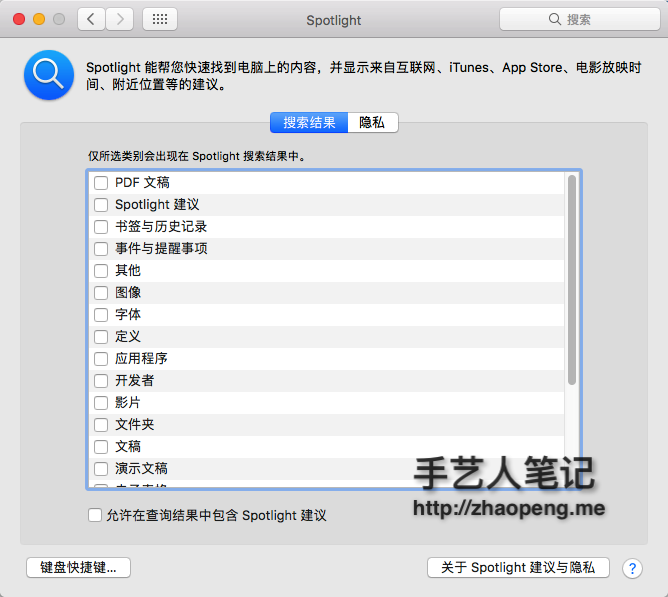 Spotlight
搜索
Spotlight 能帮您快速找到电脑上的内容，并显示来自互联网、iTunes、App Store、电影放映时
间、附近位置等的建议。
搜索结果
隐私
仅所选类别会出现在 Spotlight 搜索结果中。
PDF 文稿
Spotlight 建议
书签与历史记录
事件与提醒事项
其他
图像
字体
定义
应用程序
开发者
影片
文件夹
文稿
演示文稿
手艺人笔记
http://zhaopeng.me
允许在查询结果中包含 Spotlight 建议
键盘快捷键...
关于 Spotlight 建议与隐私
?